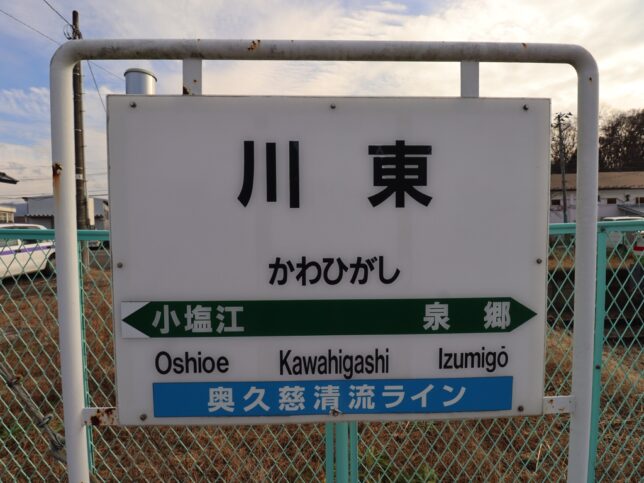 川東
かわひがし
小塩江 泉郷
Oshioe Kawahigashi Izumigō
奥久慈清流ライン